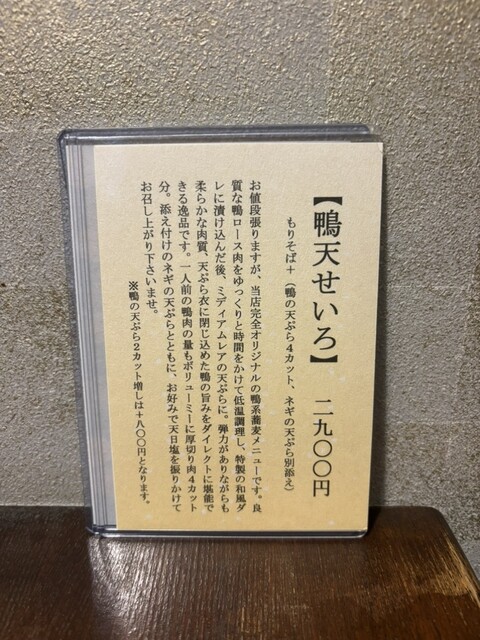 【鴨天せいろ】　二九〇〇円
もりそば＋（鴨の天ぷら4カット、ネギの天ぷら別添え）
お値段張りますが、当店完全オリジナルの鴨系蕎麦メニューです。良
質な鴨ロース肉をゆっくりと時間をかけて低温調理し、特製の和風ダ
レに漬け込んだ後、ミディアムレアの天ぷらに。弾力がありながらも
柔らかな肉質、天ぷら衣に閉じ込めた鴨の旨みをダイレクトに堪能で
きる逸品です。一人前の鴨肉の量もボリューミーに厚切り肉4カット
分。添え付けのネギの天ぷらとともに、お好みで天日塩を振りかけて
お召し上がり下さいませ。
※鴨の天ぷら2カット増しは＋八〇〇円となります。